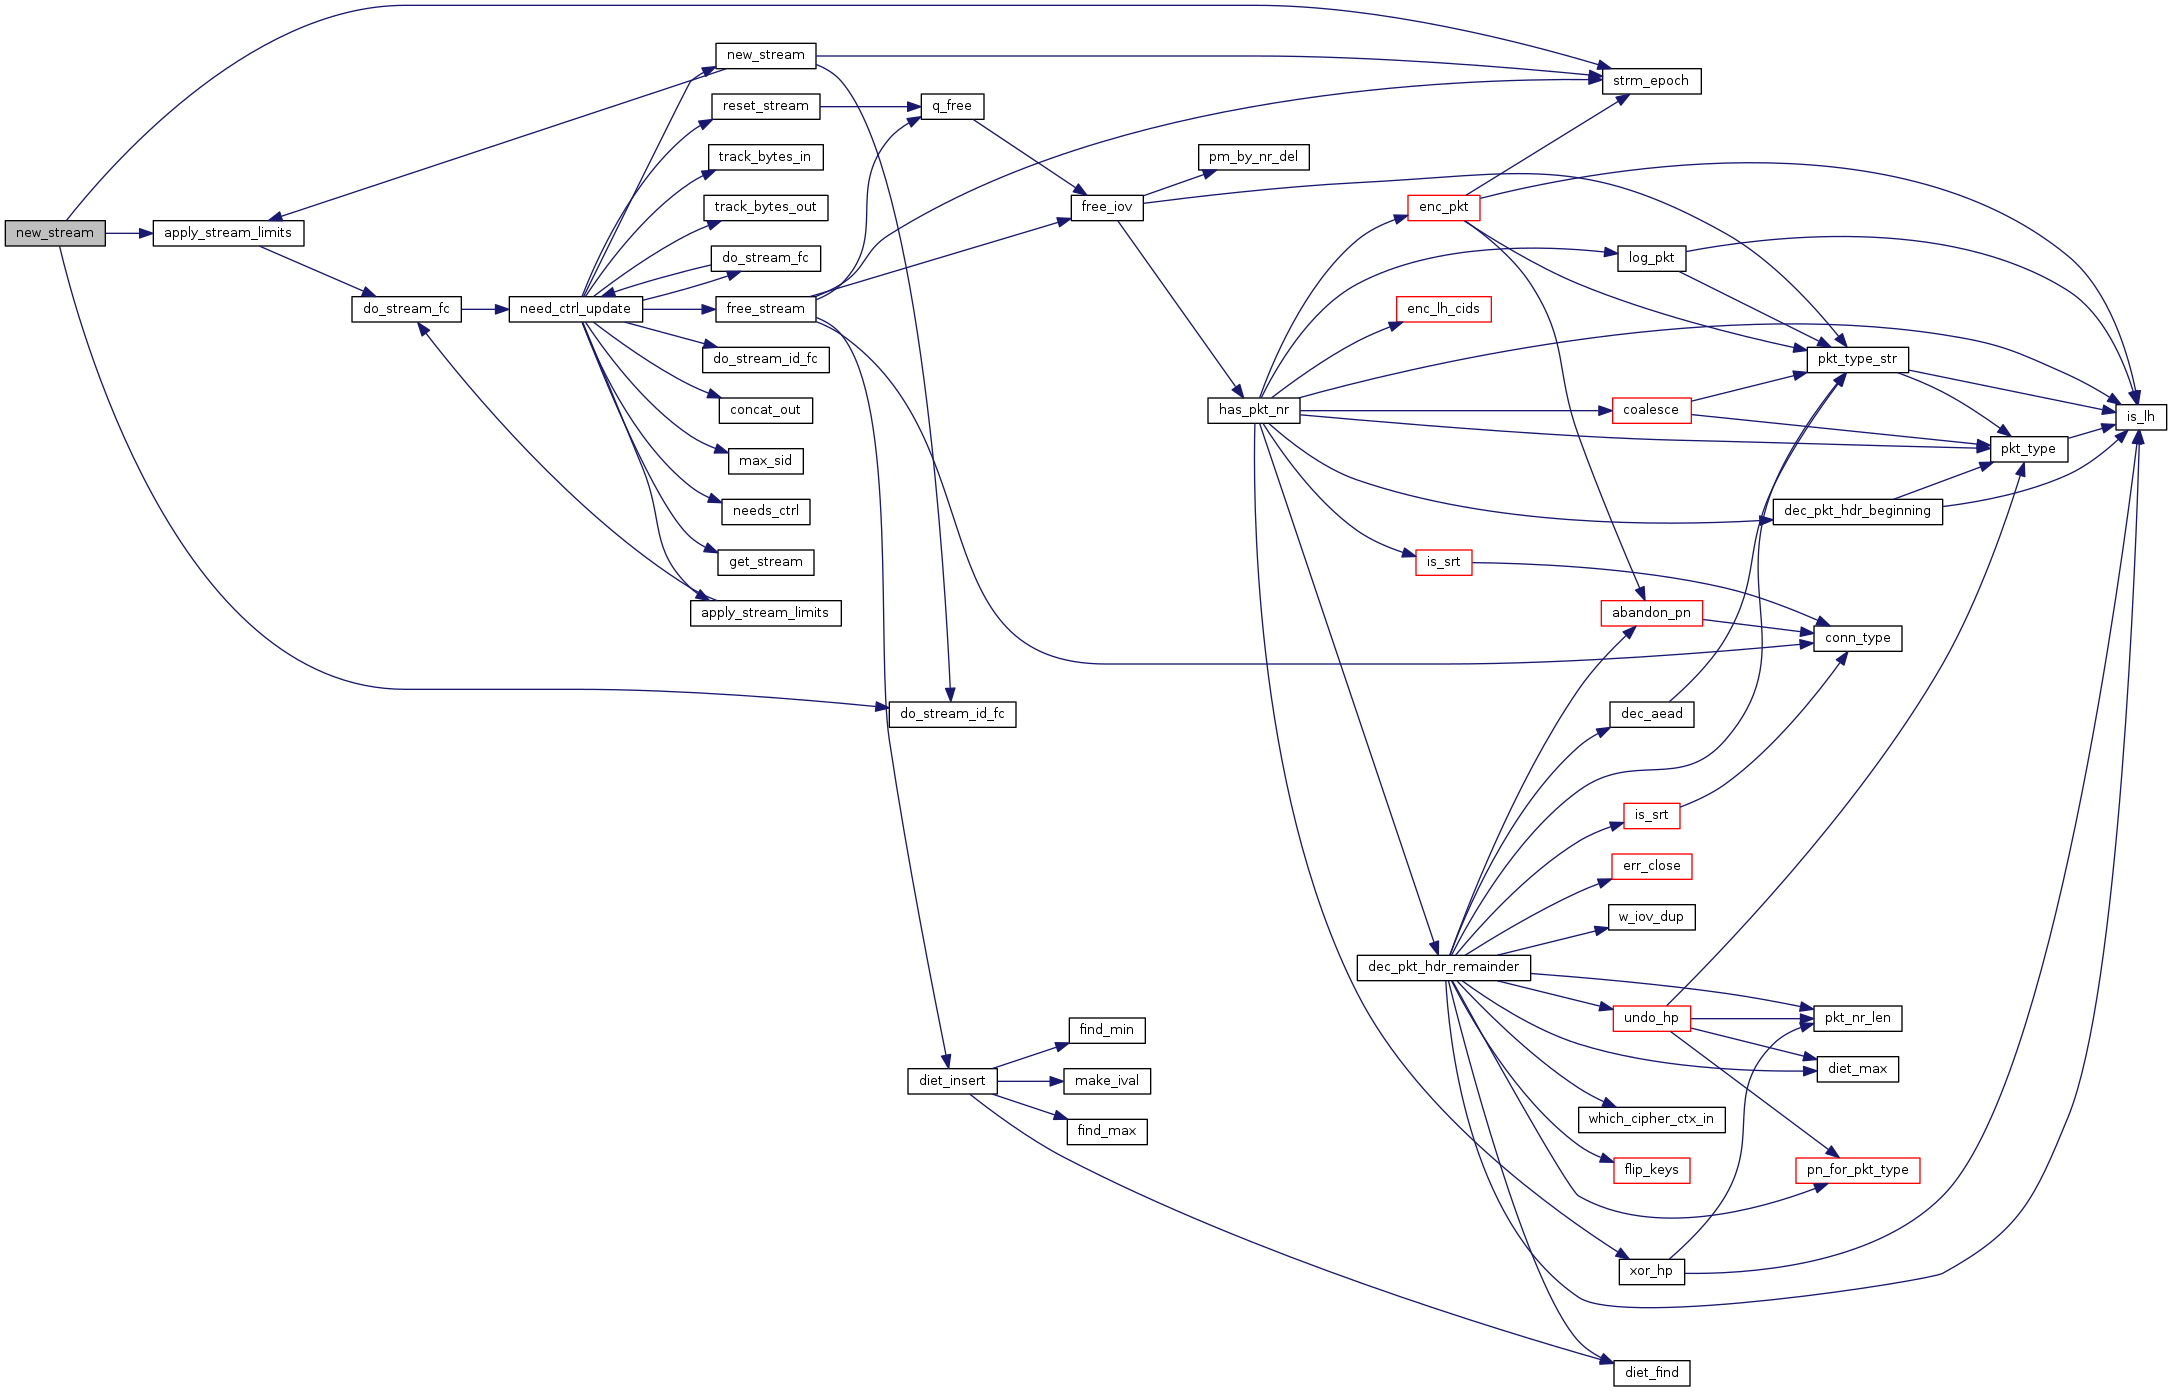 new_stream
apply_stream_limits
do_stream_fc
need_ctrl_update
new_stream
reset_stream
track_bytes_in
track_bytes_out
do_stream_fc
free_stream
do_stream_id_fc
concat_out
max_sid
needs_ctrl
get_stream
apply_stream_limits
q_free
do_stream_id_fc
diet_insert
free_iov
find_min
make_ival
find_max
pm_by_nr_del
has_pkt_nr
enc_pkt
enc_lh_cids
is_srt
dec_pkt_hdr_remainder
strm_epoch
log_pkt
coalesce
abandon_pn
dec_aead
is_srt
err_close
w_iov_dup
undo_hp
which_cipher_ctx_in
flip_keys
xor_hp
diet_find
pkt_type_str
dec_pkt_hdr_beginning
conn_type
pkt_nr_len
diet_max
pn_for_pkt_type
pkt_type
is_lh